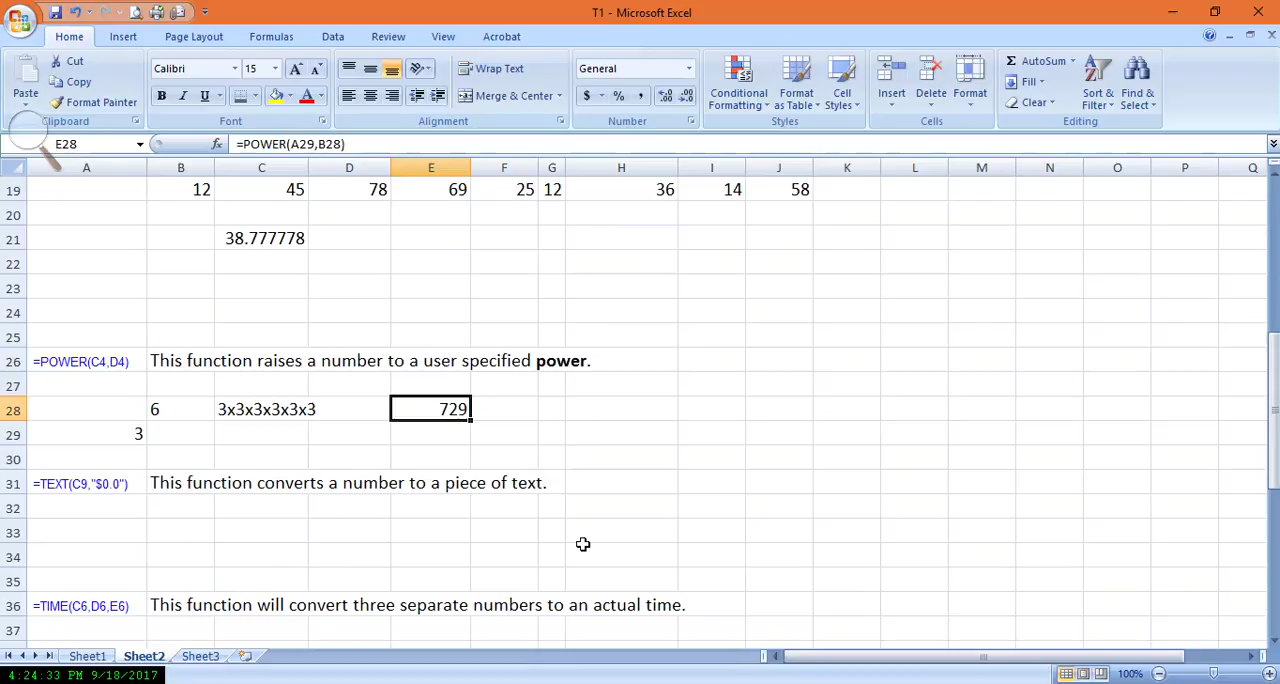 T1 - Microsoft Excel
Home Insert Page Layout Formulas Data Review View Acrobat
Paste
Cut
Copy
Format Painter
Clipboard
Calibri 15
B I U
Font
Wrap Text
Merge & Center
Alignment
General
$ % ,
Number
Conditional Formatting
Format as Table
Cell Styles
Styles
Insert Delete Format
Cells
Σ AutoSum
Fill
Clear
Sort & Filter
Find & Select
Editing
E28 fx =POWER(A29,B28)
A B C D E F G H I J K L M N O P Q
19 12 45 78 69 25 12 36 14 58
20
21 38.777778
22
23
24
25
26 =POWER(C4,D4) This function raises a number to a user specified power.
27
28 6 3x3x3x3x3x3 729
29 3
30
31 =TEXT(C9,"$0.0") This function converts a number to a piece of text.
32
33
34
35
36 =TIME(C6,D6,E6) This function will convert three separate numbers to an actual time.
37
Sheet1 Sheet2 Sheet3
4:24:33 PM 9/18/2017 100%